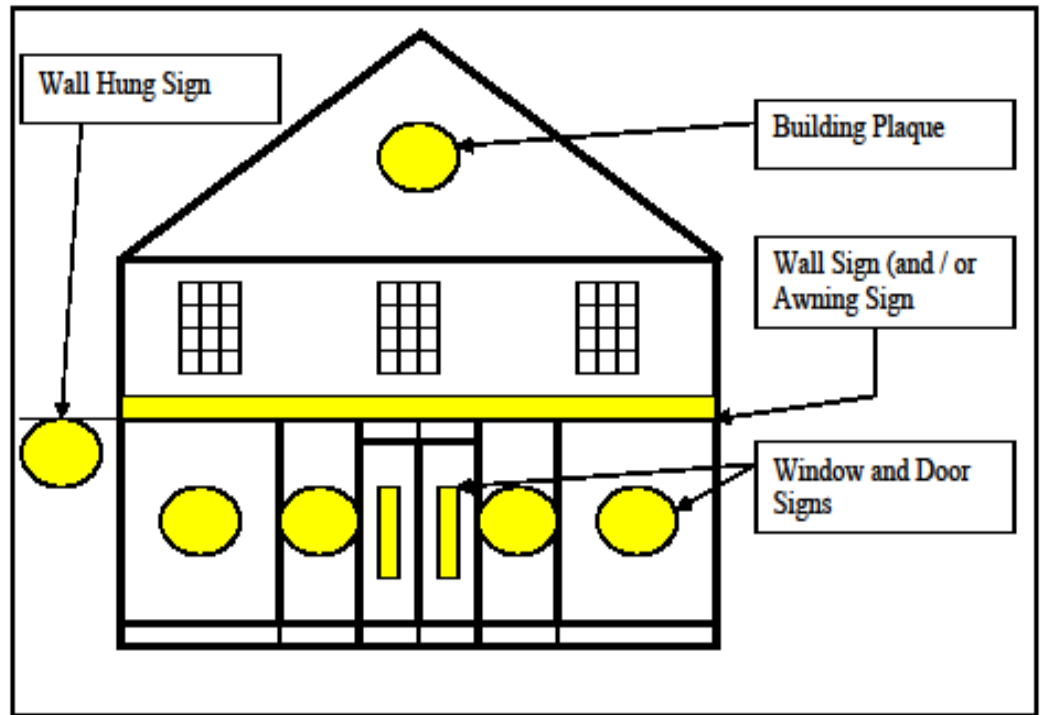 Wall Hung Sign
Building Plaque
Wall Sign (and / or
Awning Sign
Window and Door
Signs